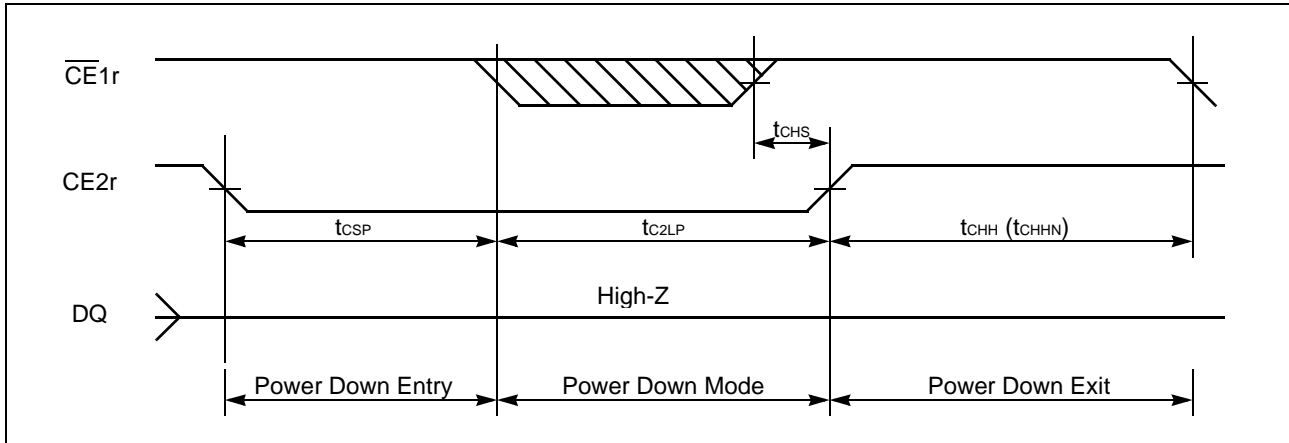 CE1r
tCHS
CE2r
tCSP tC2LP tCHH (tCHHN)
High-Z
DQ
Power Down Entry Power Down Mode Power Down Exit